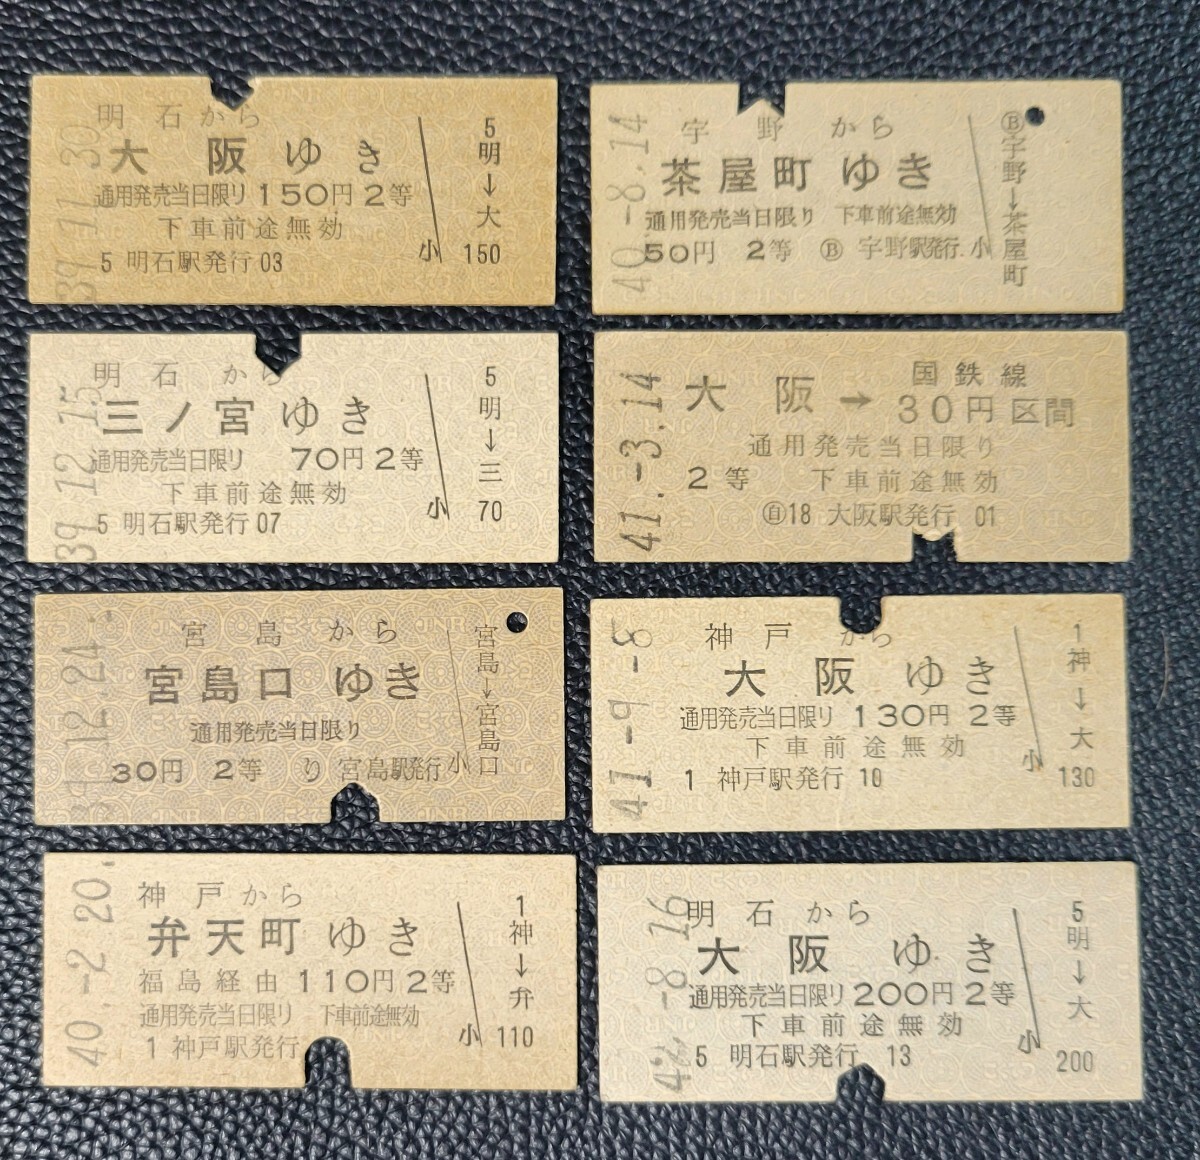 39.11.30
明石から
大阪ゆき
通用発売当日限り 150円 2等
下車前途無効
5 明石駅発行 03
小
5
明→大
150
40.-8.14
宇野から
茶屋町ゆき
通用発売当日限り 下車前途無効
50円 2等 Ⓑ 宇野駅発行
小
Ⓑ宇野→茶屋町
39.12.15
明石から
三ノ宮ゆき
通用発売当日限り 70円 2等
下車前途無効
5 明石駅発行 07
小
5
明→三
70
41.-3.14
国鉄線
大阪→30円区間
通用発売当日限り
2等 下車前途無効
㊐18 大阪駅発行 01
12.24
宮島から
宮島口ゆき
通用発売当日限り
30円 2等 り 宮島駅発行
小
宮島→宮島口
41-9-8
神戸から
大阪ゆき
通用発売当日限り 130円 2等
下車前途無効
1 神戸駅発行 10
小
1
神→大
130
40.-2.20
神戸から
弁天町ゆき
福島経由 110円 2等
通用発売当日限り 下車前途無効
1 神戸駅発行
小
1
神→弁
110
42.-8.16
明石から
大阪ゆき
通用発売当日限り 200円 2等
下車前途無効
5 明石駅発行 13
小
5
明→大
200